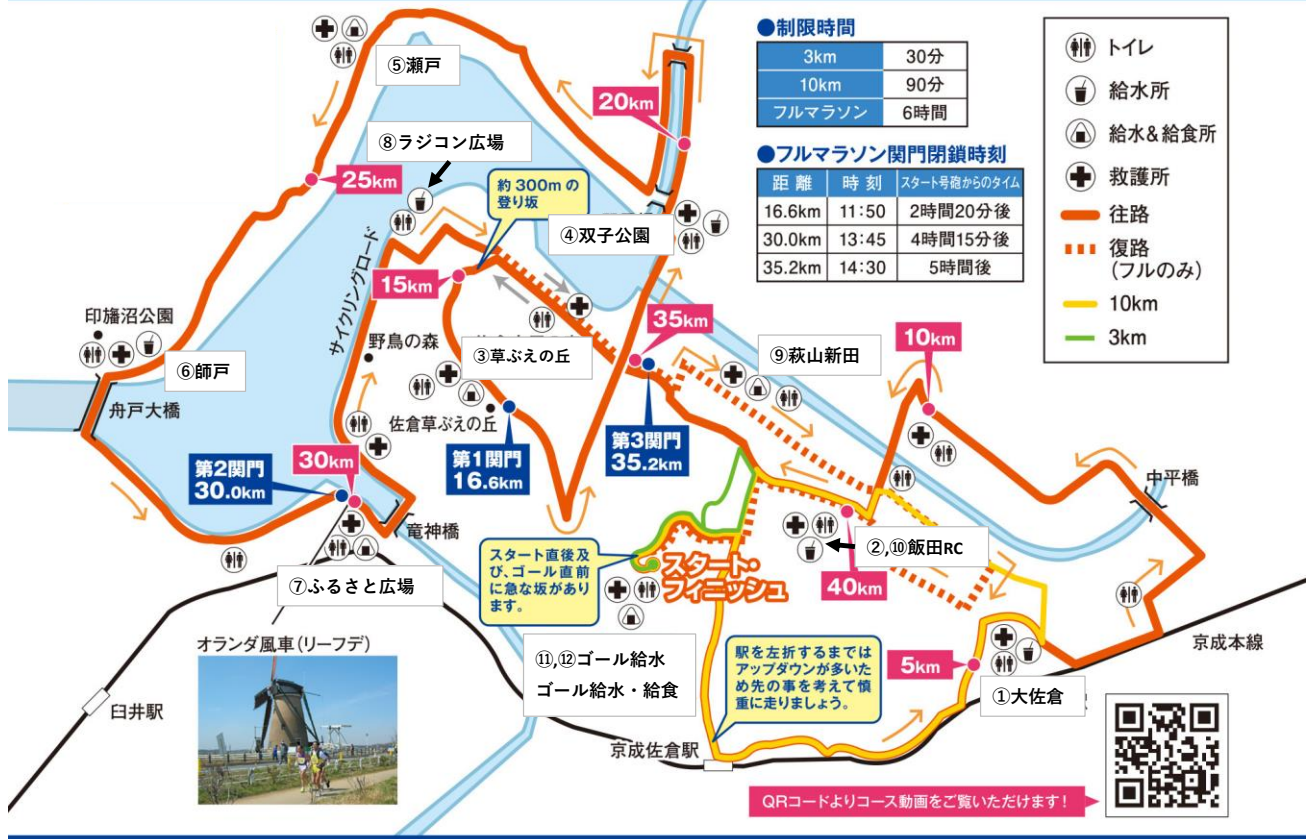 ●制限時間
3km 30分
10km 90分
フルマラソン 6時間
●フルマラソン関門閉鎖時刻
距離 時刻 スタート号砲からのタイム
16.6km 11:50 2時間20分後
30.0km 13:45 4時間15分後
35.2km 14:30 5時間後
トイレ
給水所
給水&給食所
救護所
往路
復路
(フルのみ)
10km
3km
⑤瀬戸
20km
⑧ラジコン広場
25km
約300mの
登り坂
④双子公園
サイクリングロード
15km
印旛沼公園
野鳥の森
35km
10km
③草ぶえの丘
⑨萩山新田
⑥師戸
舟戸大橋
佐倉草ぶえの丘
第3関門
35.2km
第1関門
16.6km
第2関門
30.0km
30km
中平橋
竜神橋
②,⑩飯田RC
スタート直後及
び、ゴール直前
に急な坂があり
ます。
スタート・
フィニッシュ
40km
⑦ふるさと広場
オランダ風車(リーフデ)
⑪,⑫ゴール給水
ゴール給水・給食
駅を左折するまでは
アップダウンが多いた
め先の事を考えて慎
重に走りましょう。
5km
京成本線
①大佐倉
臼井駅
京成佐倉駅
QRコードよりコース動画をご覧いただけます!